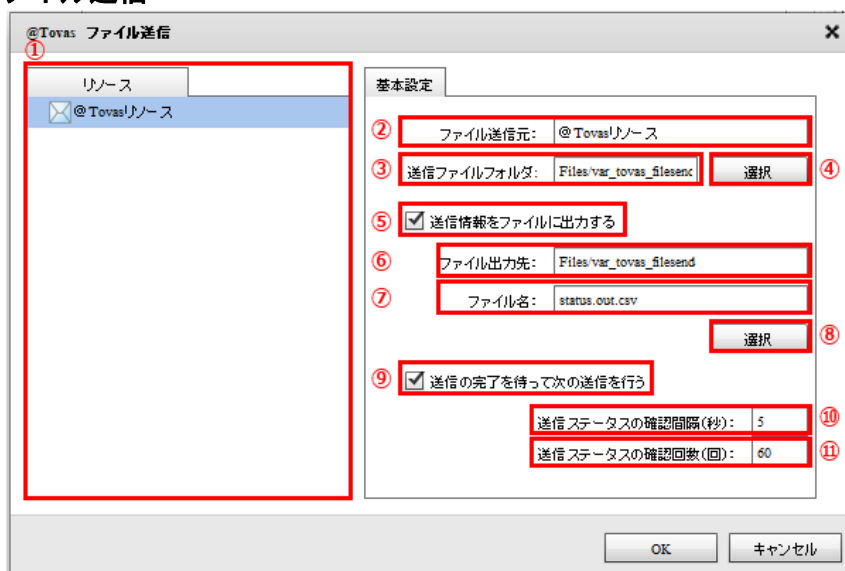 @Tovas ファイル送信
①
リソース
@Tovasリソース
基本設定
② ファイル送信元: @Tovasリソース
③ 送信ファイルフォルダ: Files/var_tovas_filesenc 選択 ④
⑤ 送信情報をファイルに出力する
⑥ ファイル出力先: Files/var_tovas_filesend
⑦ ファイル名: status.out.csv
選択 ⑧
⑨ 送信の完了を待って次の送信を行う
送信ステータスの確認間隔(秒): 5 ⑩
送信ステータスの確認回数(回): 60 ⑪
OK キャンセル